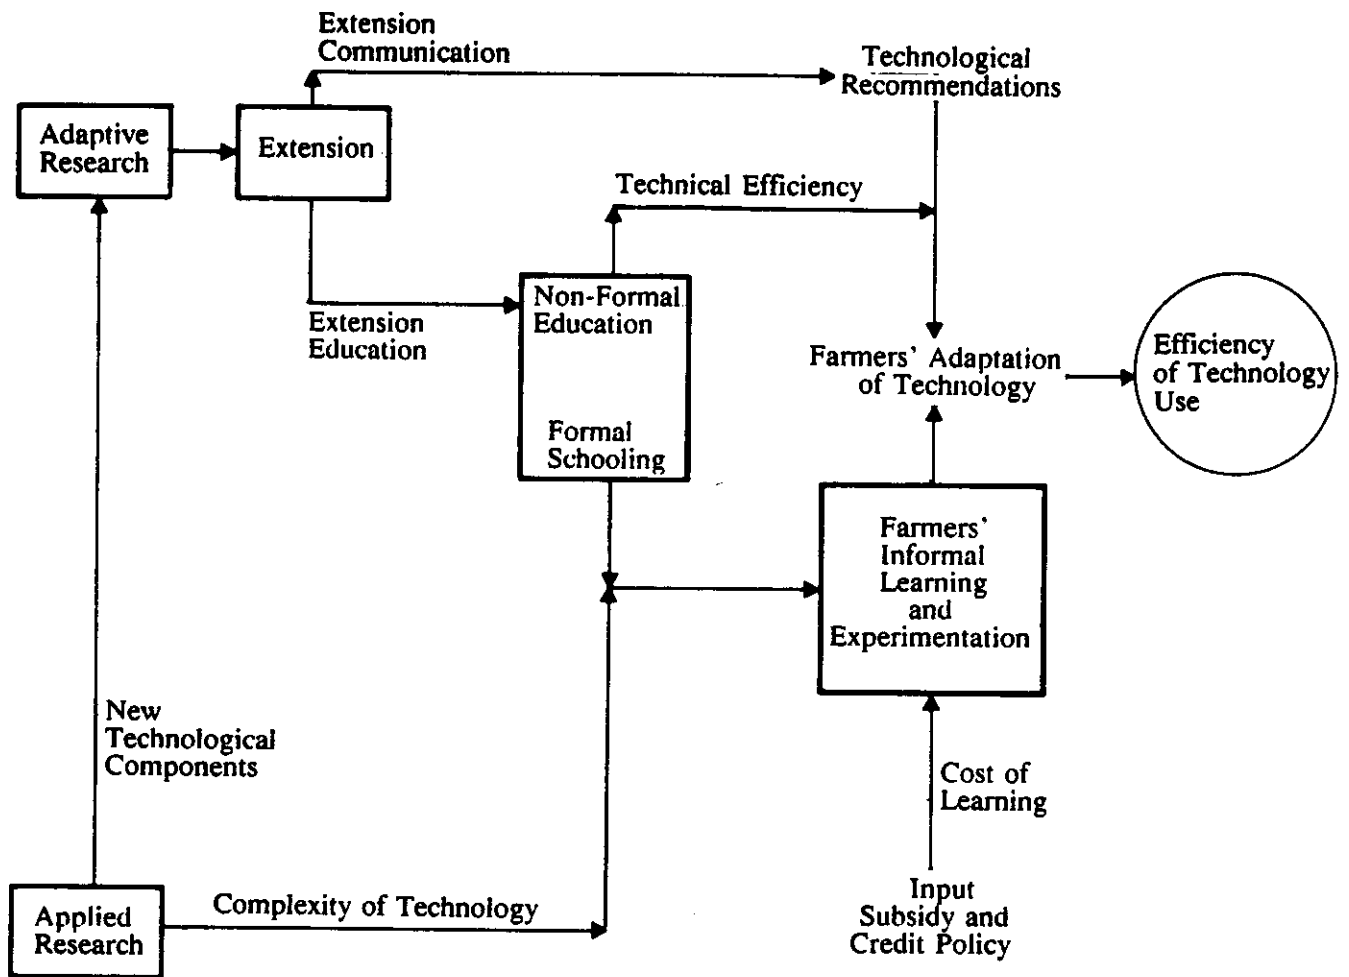 Extension
Communication
Technological
Recommendations
Adaptive
Research
Extension
Technical Efficiency
Non-Formal
Education
Extension
Education
Formal
Schooling
Farmers' Adaptation
of Technology
Efficiency
of Technology
Use
Farmers'
Informal
Learning
and
Experimentation
New
Technological
Components
Cost of
Learning
Applied
Research
Complexity of Technology
Input
Subsidy and
Credit Policy